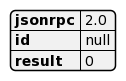 jsonrpc 2.0
id null
result 0